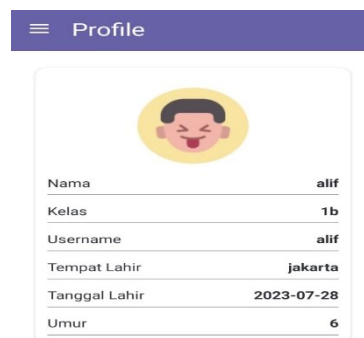 Profile
Nama alif
Kelas 1b
Username alif
Tempat Lahir jakarta
Tanggal Lahir 2023-07-28
Umur 6